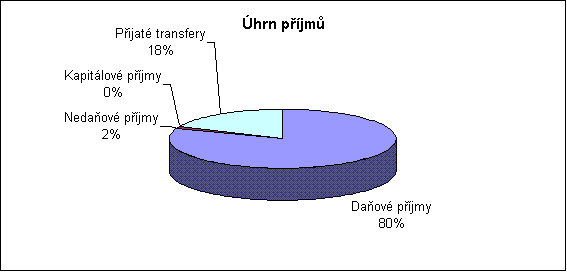 Úhrn příjmů
Přijaté transfery
18%
Kapitálové příjmy
0%
Nedaňové příjmy
2%
Daňové příjmy
80%